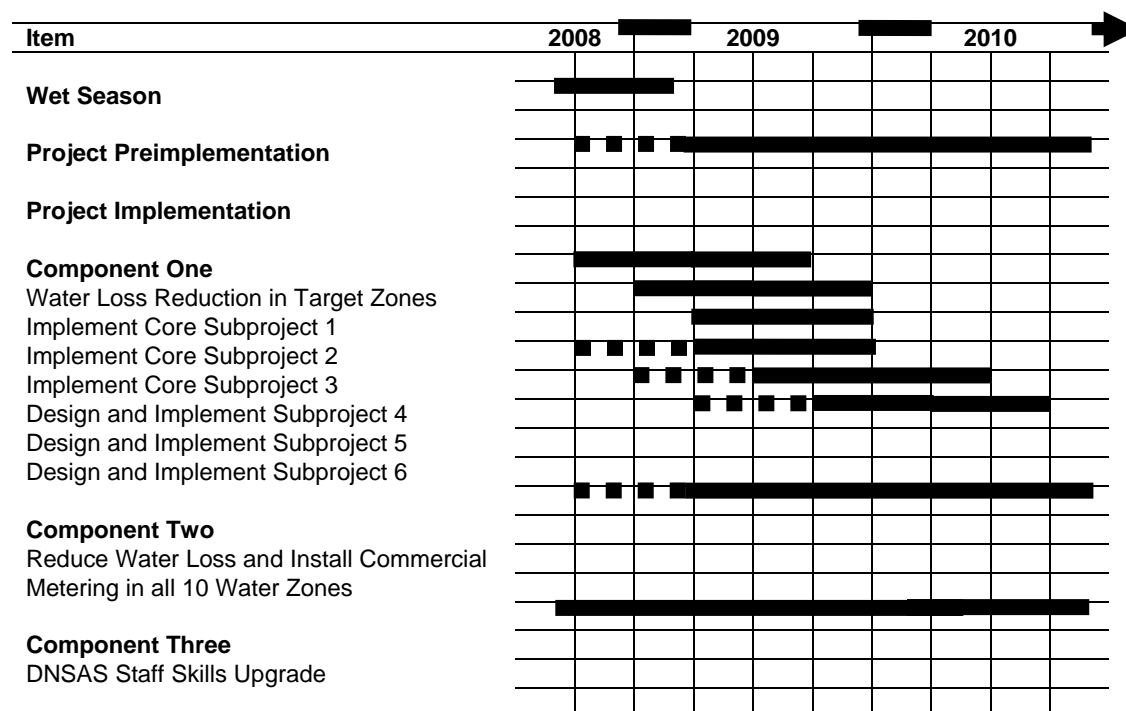 Item 2008 2009 2010
Wet Season
Project Preimplementation
Project Implementation
Component One
Water Loss Reduction in Target Zones
Implement Core Subproject 1
Implement Core Subproject 2
Implement Core Subproject 3
Design and Implement Subproject 4
Design and Implement Subproject 5
Design and Implement Subproject 6
Component Two
Reduce Water Loss and Install Commercial
Metering in all 10 Water Zones
Component Three
DNSAS Staff Skills Upgrade